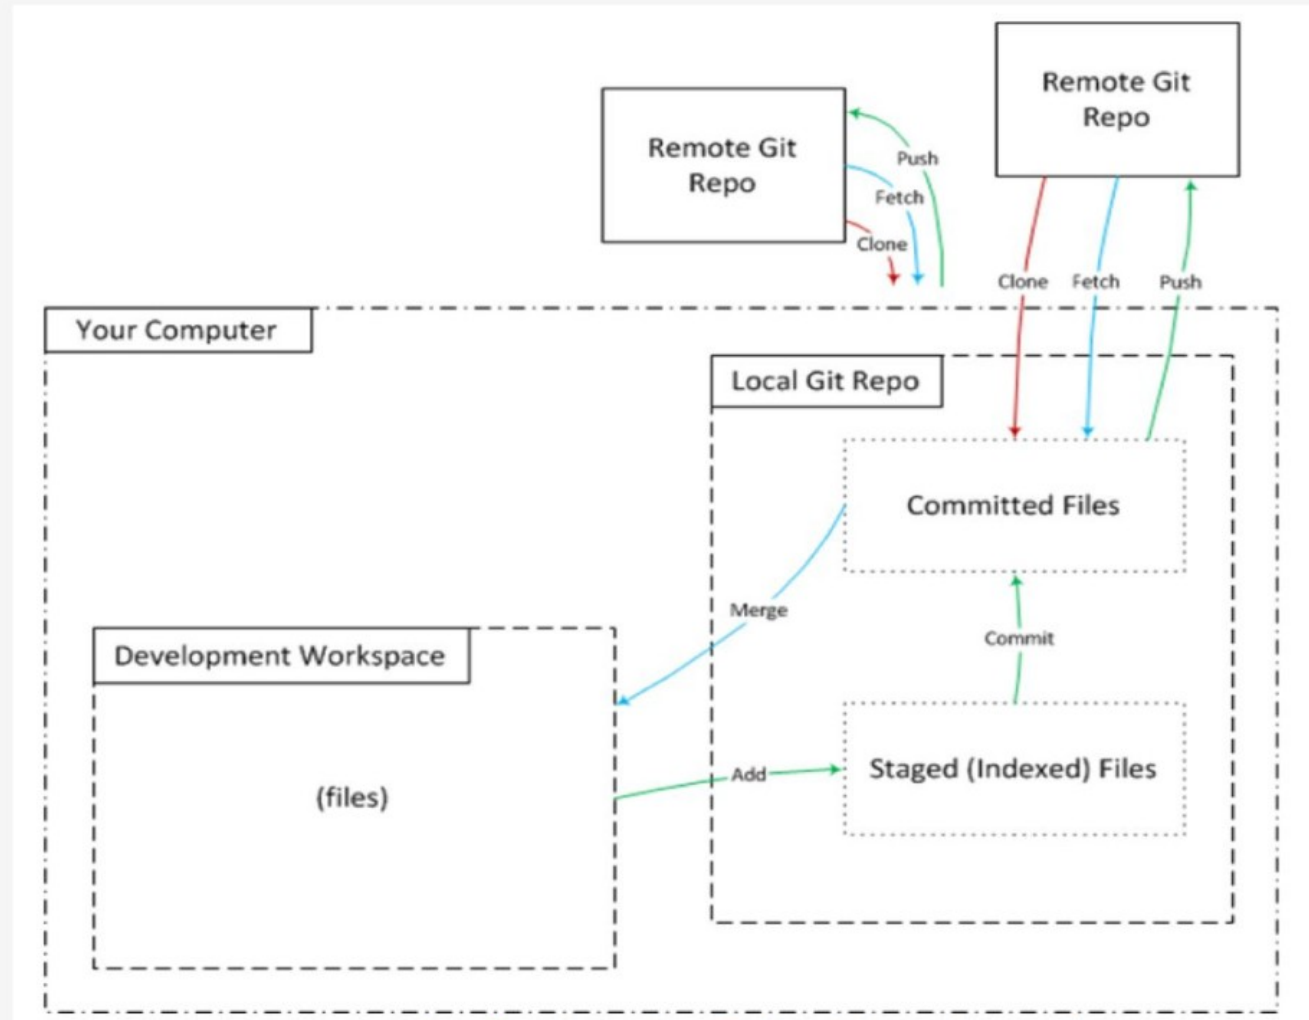 Remote Git
Repo
Remote Git
Repo
Push
Fetch
Clone
Clone
Fetch
Push
Your Computer
Local Git Repo
Committed Files
Merge
Commit
Development Workspace
(files)
Add
Staged (Indexed) Files